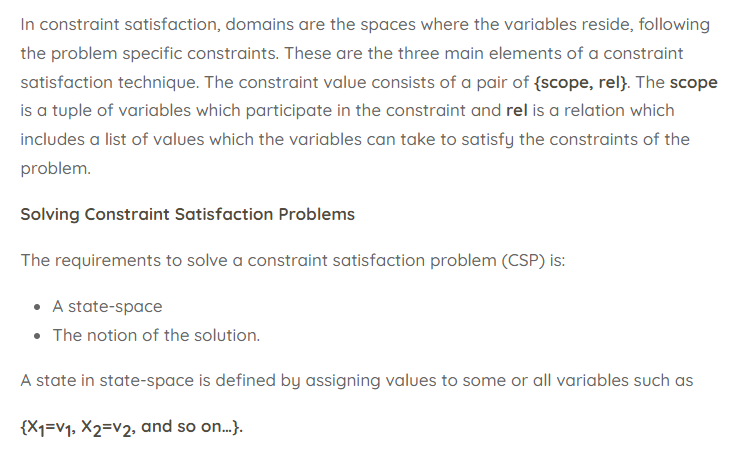 In constraint satisfaction, domains are the spaces where the variables reside, following
the problem specific constraints. These are the three main elements of a constraint
satisfaction technique. The constraint value consists of a pair of {scope, rel}. The scope
is a tuple of variables which participate in the constraint and rel is a relation which
includes a list of values which the variables can take to satisfy the constraints of the
problem.
Solving Constraint Satisfaction Problems
The requirements to solve a constraint satisfaction problem (CSP) is:
• A state-space
• The notion of the solution.
A state in state-space is defined by assigning values to some or all variables such as
{X₁=v₁, X₂=v₂, and so on…}.